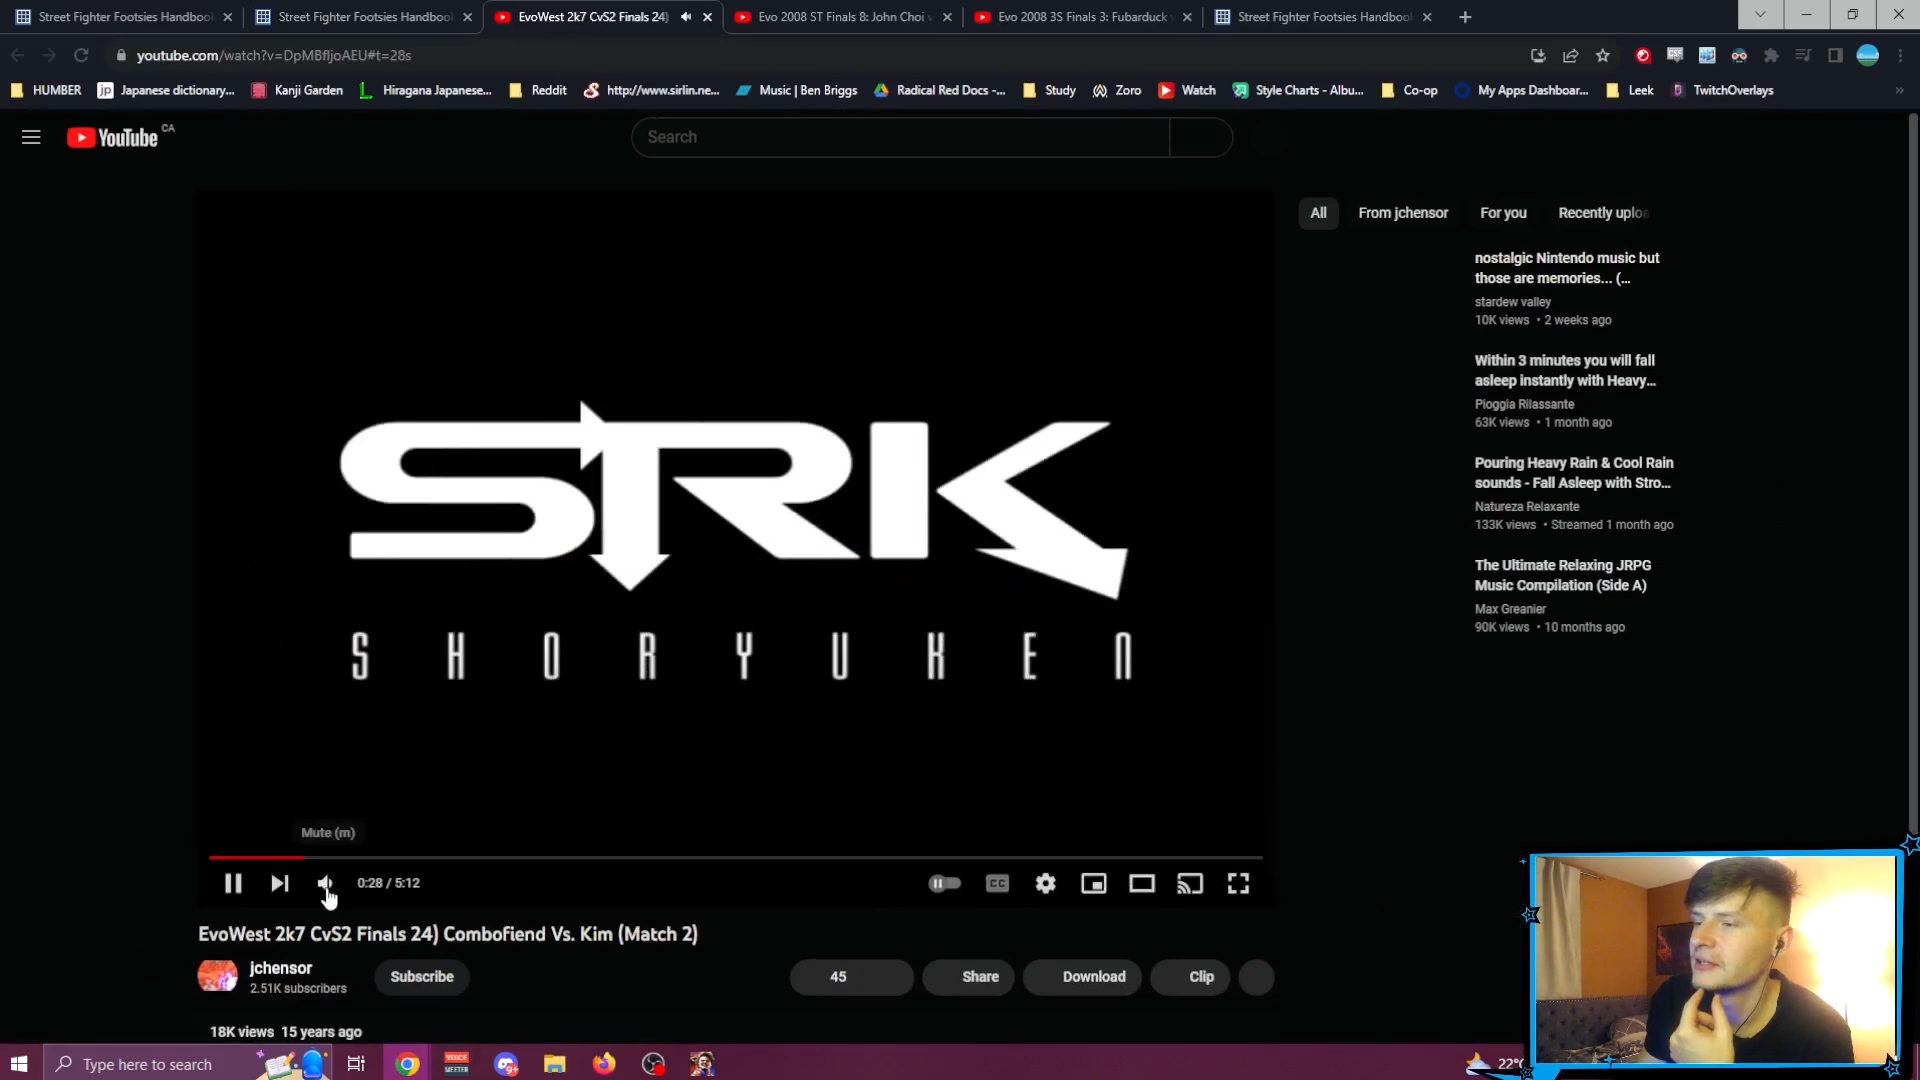 Street Fighter Footsies Handbook
Street Fighter Footsies Handbook
EvoWest 2k7 CvS2 Finals 24)
Evo 2008 ST Finals 8: John Choi v
Evo 2008 3S Finals 3: Fubarduck
Street Fighter Footsies Handbook
youtube.com/watch?v=DpMBfljoAEU#t=28s
HUMBER
jp Japanese dictionary...
Kanji Garden
Hiragana Japanese...
Reddit
http://www.sirlin.ne...
Music | Ben Briggs
Radical Red Docs -...
Study
Zoro
Watch
Style Charts - Albu...
Co-op
My Apps Dashboar...
Leek
TwitchOverlays
YouTube CA
Search
All
From jchensor
For you
Recently uploa
nostalgic Nintendo music but
those are memories... (...
stardew valley
10K views • 2 weeks ago
Within 3 minutes you will fall
asleep instantly with Heavy...
Pioggia Rilassante
63K views • 1 month ago
Pouring Heavy Rain & Cool Rain
sounds - Fall Asleep with Stro...
Natureza Relaxante
133K views • Streamed 1 month ago
The Ultimate Relaxing JRPG
Music Compilation (Side A)
Max Greanier
90K views • 10 months ago
SRK
SHORYUKEN
Mute (m)
0:28 / 5:12
CC
EvoWest 2k7 CvS2 Finals 24) Combofiend Vs. Kim (Match 2)
jchensor
2.51K subscribers
Subscribe
45
Share
Download
Clip
18K views 15 years ago
Type here to search
VOICE
MEETER
22°C